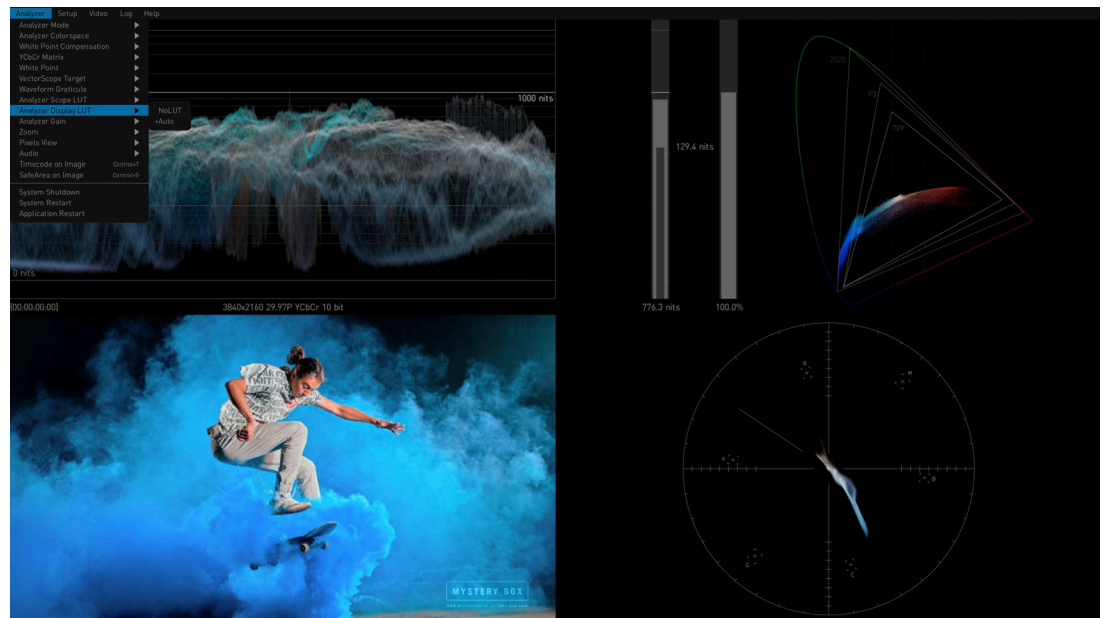 Analyzer Setup Video Log Help
Analyzer Mode
Analyzer Colorspace
White Point Compensation
YCbCr Matrix
White Point
VectorScope Target
Waveform Graticule
Analyzer Scope LUT
Analyzer Display LUT
NoLUT
Analyzer Gain
+Auto
Zoom
Pixels View
Audio
Timecode on Image Control+T
SafeArea on Image Control+S
System Shutdown
System Restart
Application Restart
1000 nits
0 nits
[00:00:00:00] 3840x2160 29.97P YCbCr 10 bit
129.4 nits
776.3 nits 100.0%
2020
P3
709
R
M
Y
B
G
C
MYSTERY BOX